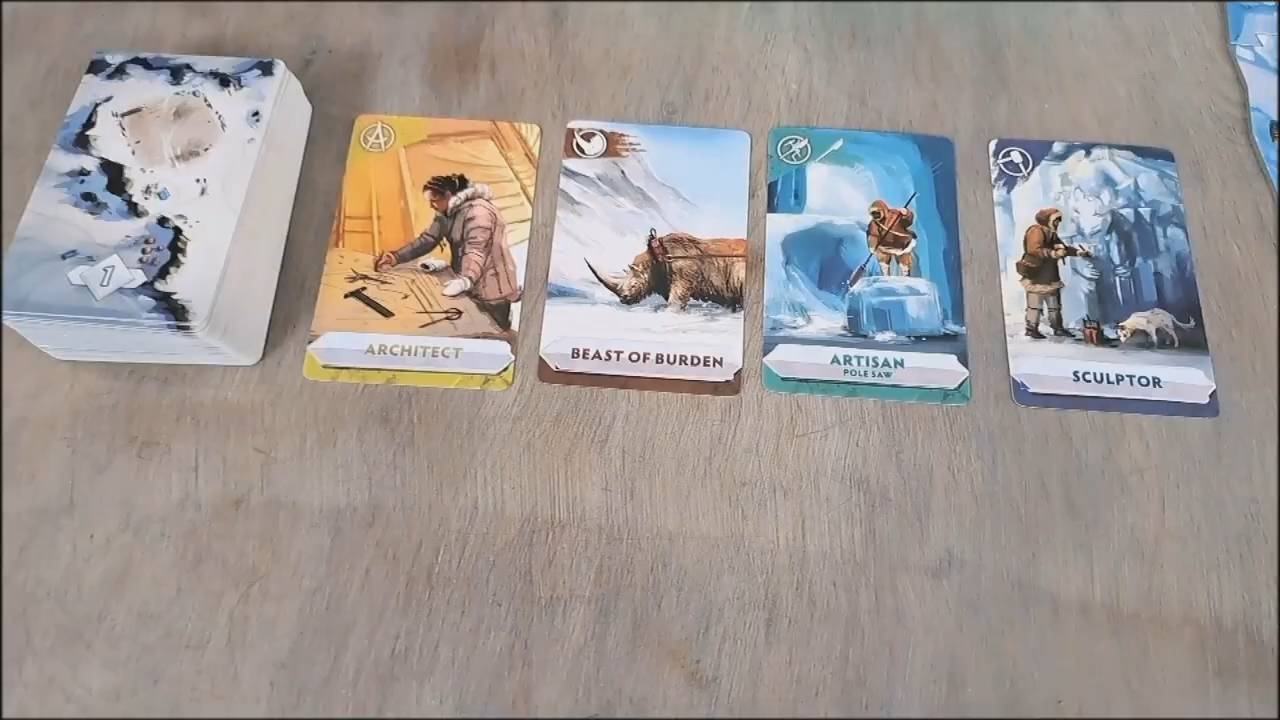 1
ARCHITECT
BEAST OF BURDEN
ARTISAN
POLE SAW
SCULPTOR